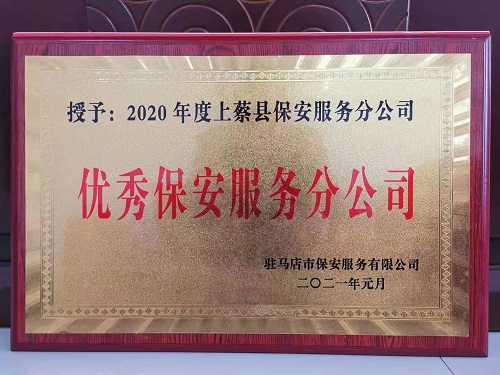 授予：2020年度上蔡县保安服务分公司
优秀保安服务分公司
驻马店市保安服务有限公司
二〇二一年元月